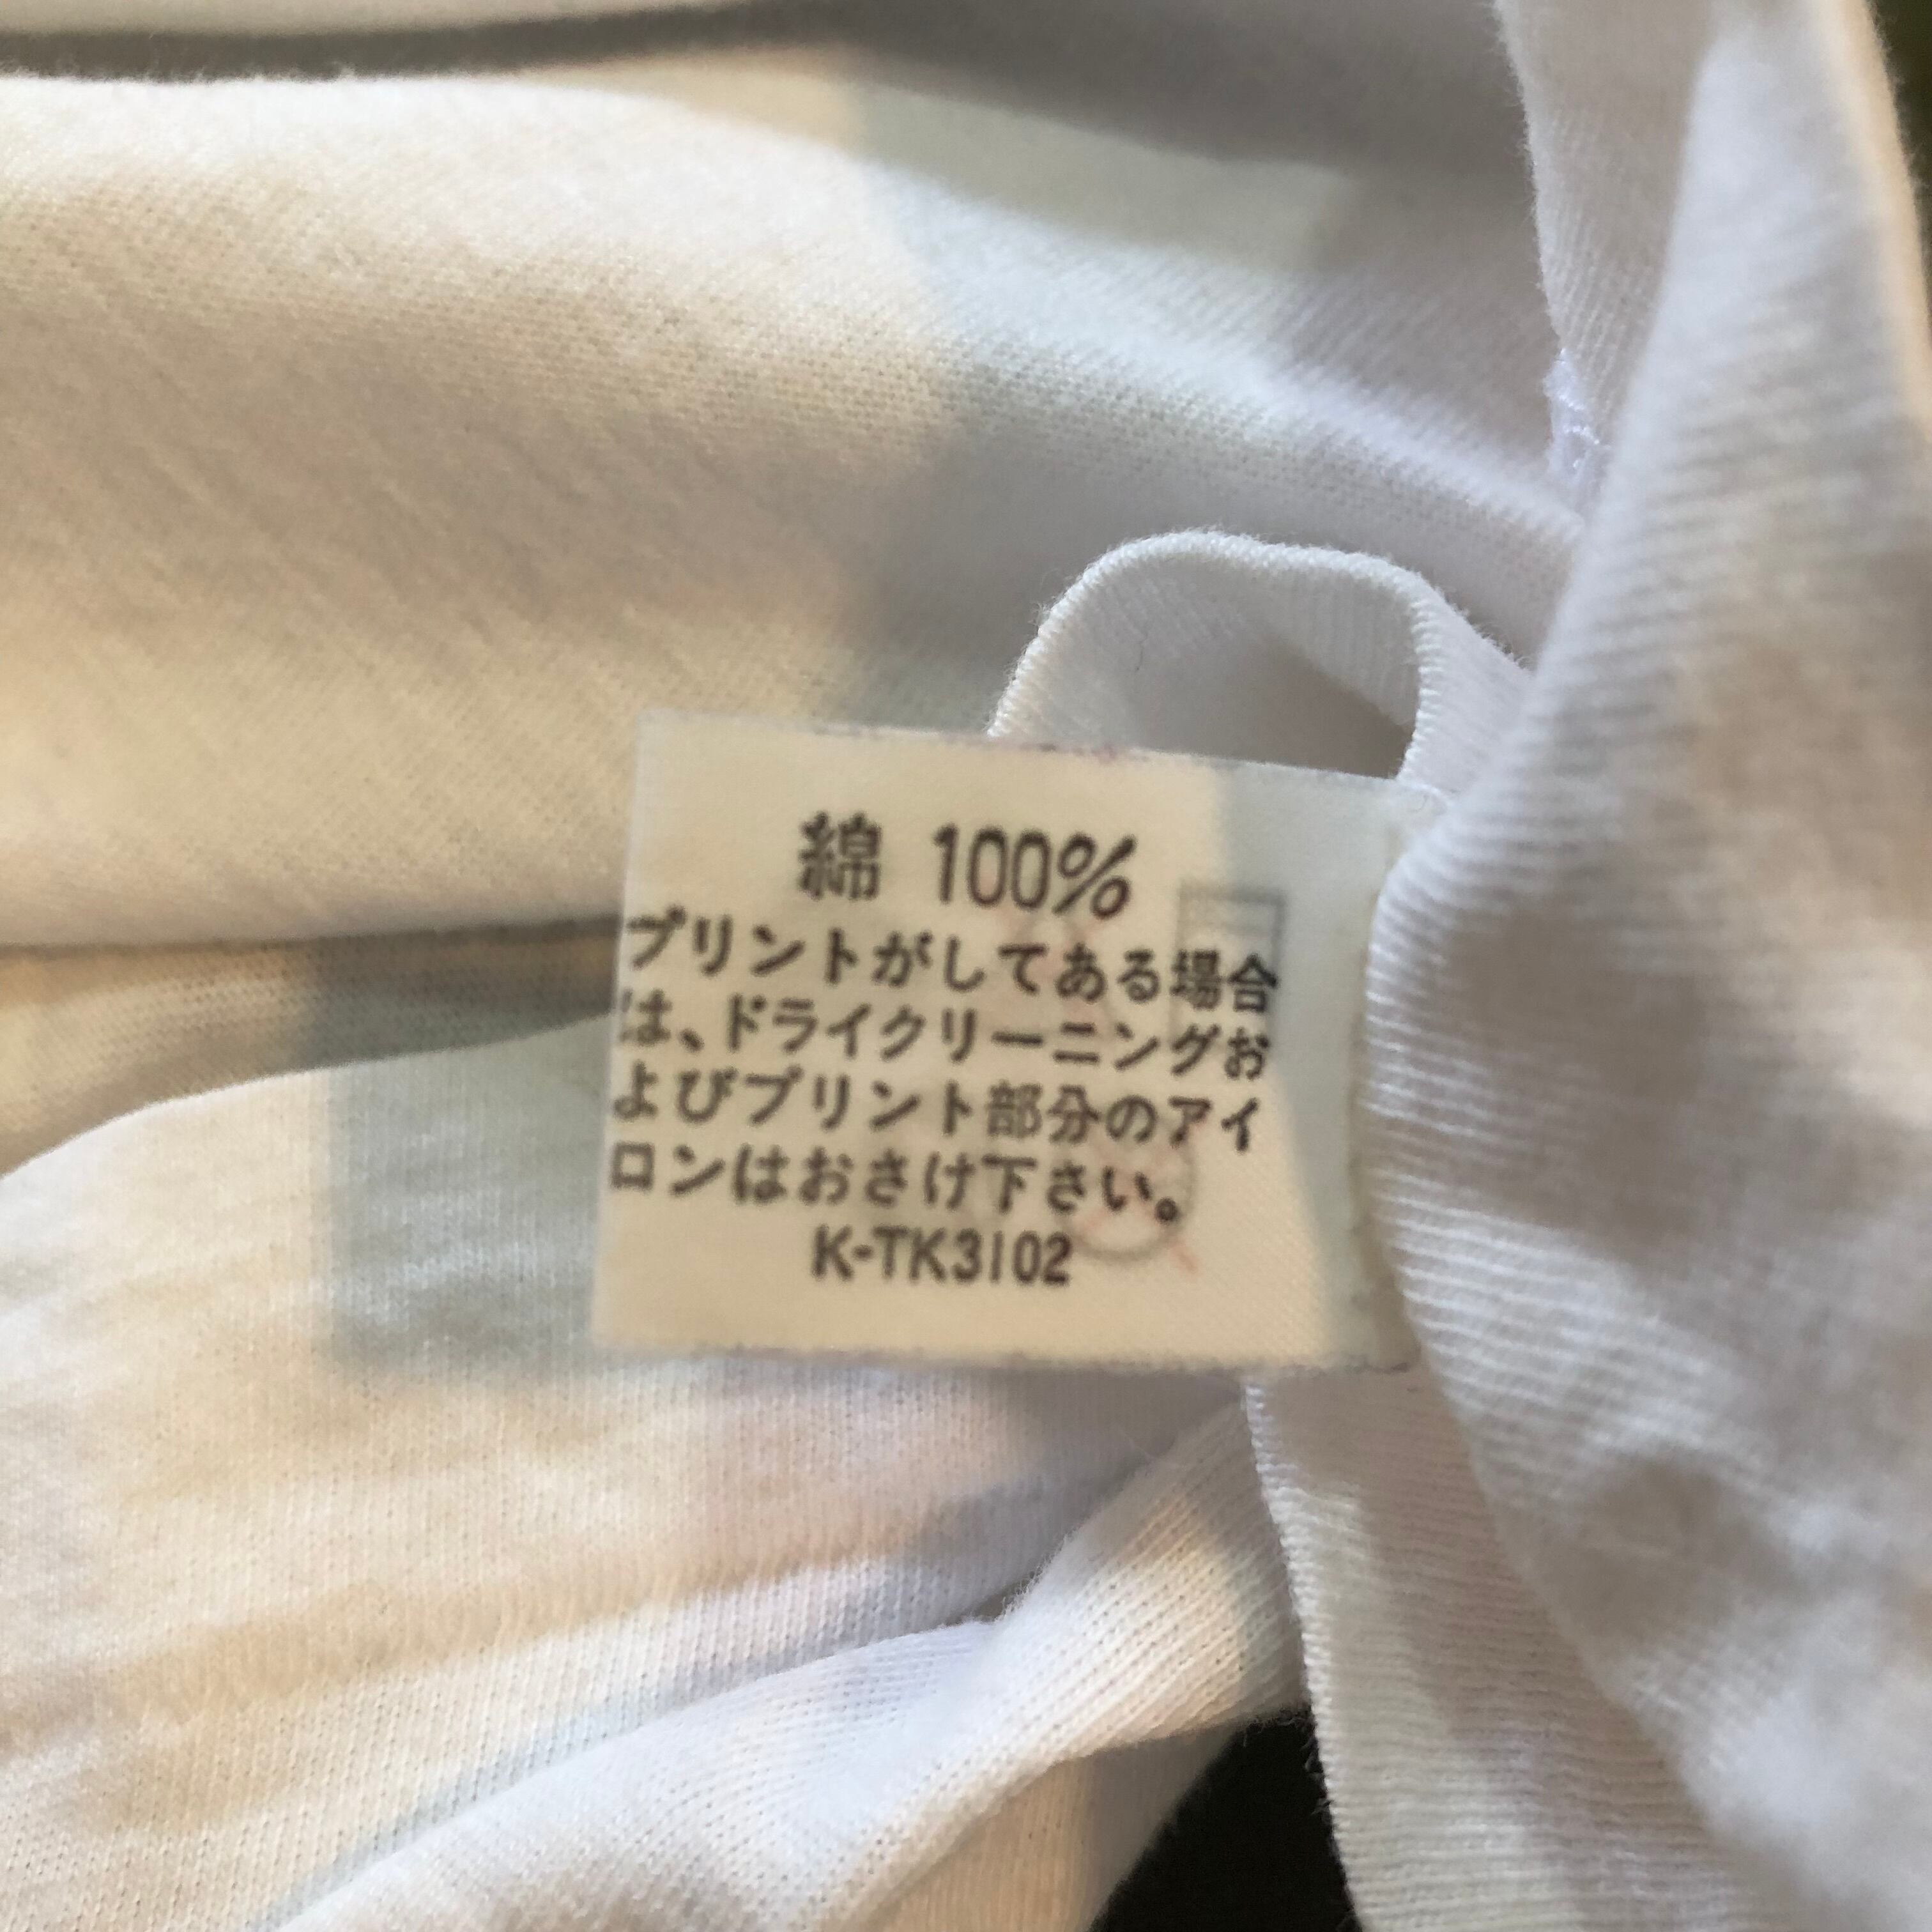 綿 100%
プリントがしてある場合
は、ドライクリーニングお
よびプリント部分のアイ
ロンはおさけ下さい。
K-TK3102